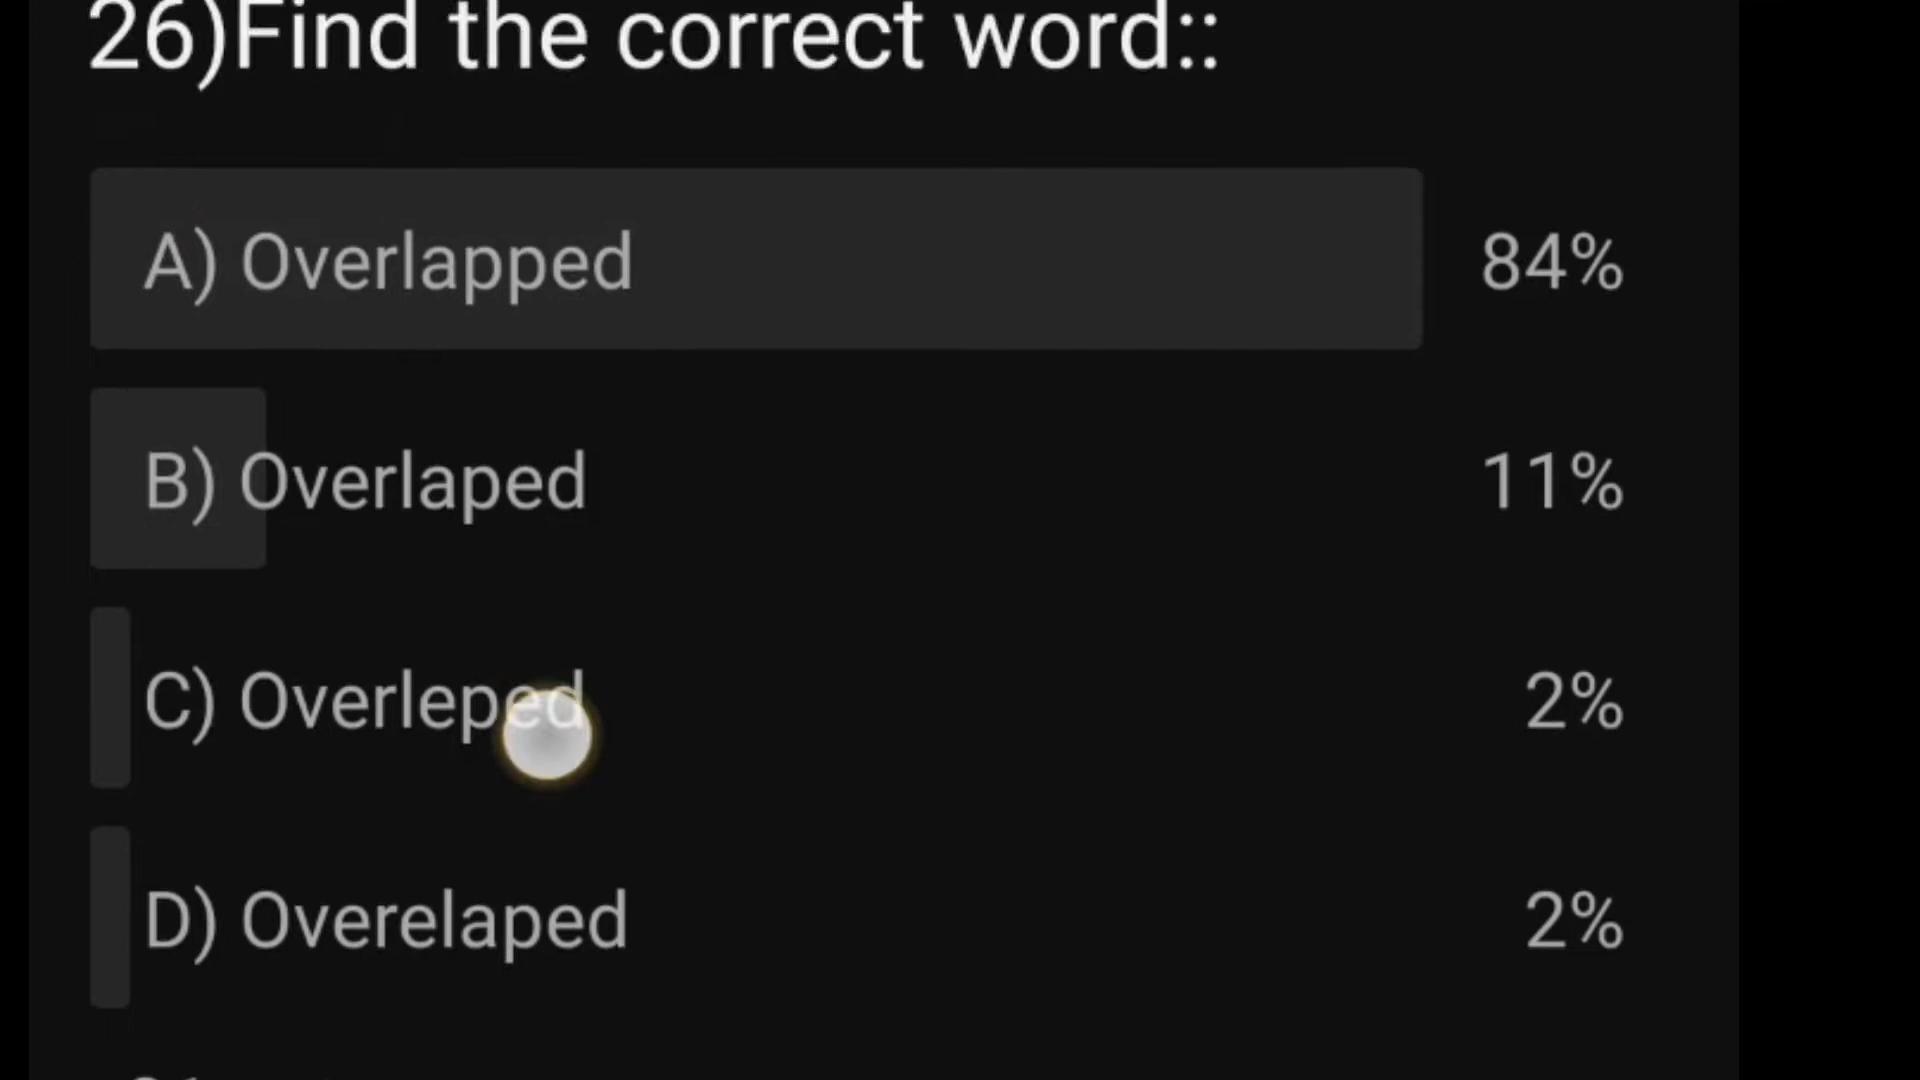 26)Find the correct word::
A) Overlapped 84%
B) Overlaped 11%
C) Overleped 2%
D) Overelaped 2%